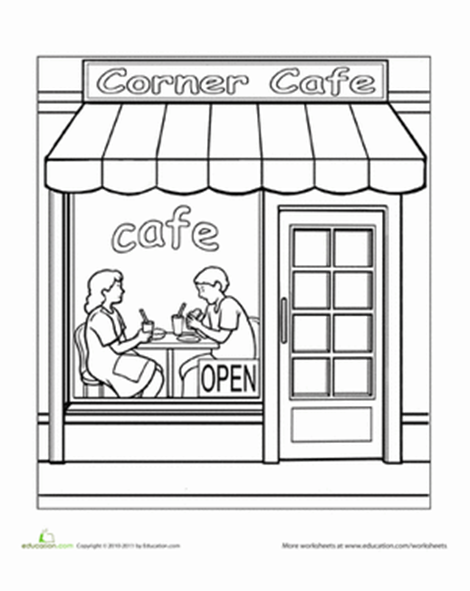 Corner Cafe
cafe
OPEN
education.com Copyright © 2010-2011 by Education.com
More worksheets at www.education.com/worksheets